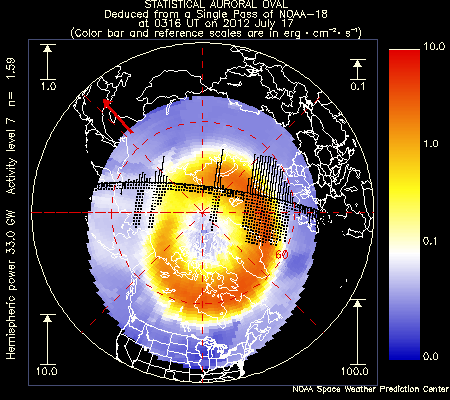 STATISTICAL AURORAL OVAL
Deduced from a Single Pass of NOAA-18
at 0316 UT on 2012 July 17
(Color bar and reference scales are in erg · cm⁻² · s⁻¹)
Hemispheric power 33.0 GW  Activity level 7  n= 1.59
1.0
0.1
10.0
100.0
60
10.0
1.0
0.1
0.0
NOAA Space Weather Prediction Center